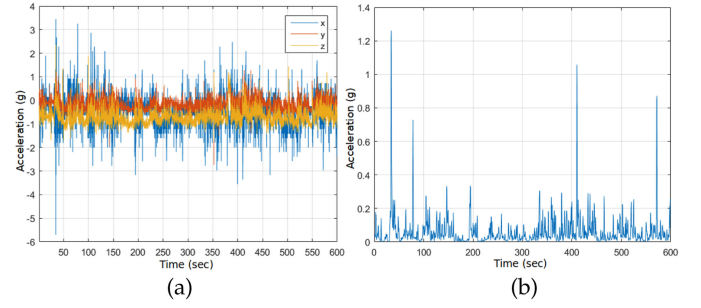 4
3
2
1
0
-1
-2
-3
-4
-5
-6
Acceleration (g)
x
y
z
50 100 150 200 250 300 350 400 450 500 550 600
Time (sec)
(a)
1.4
1.2
1
0.8
0.6
0.4
0.2
0
Acceleration (g)
0 100 200 300 400 500 600
Time (sec)
(b)